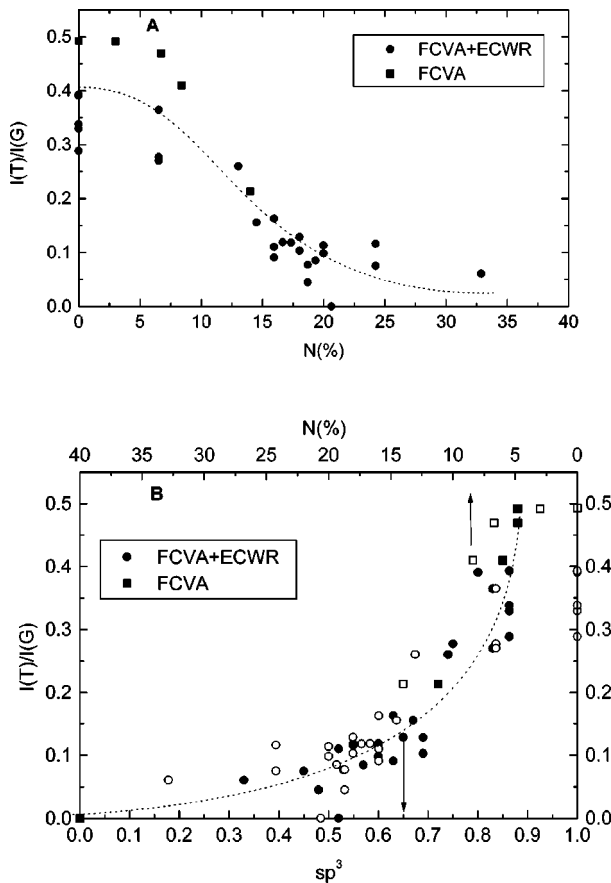 A
FCVA+ECWR
FCVA
I(T)/I(G)
0.5
0.4
0.3
0.2
0.1
0.0
0 5 10 15 20 25 30 35 40
N(%)
N(%)
40 35 30 25 20 15 10 5 0
B
FCVA+ECWR
FCVA
I(T)/I(G)
0.5 0.5
0.4 0.4
0.3 0.3
0.2 0.2
0.1 0.1
0.0 0.0
0.0 0.1 0.2 0.3 0.4 0.5 0.6 0.7 0.8 0.9 1.0
sp³